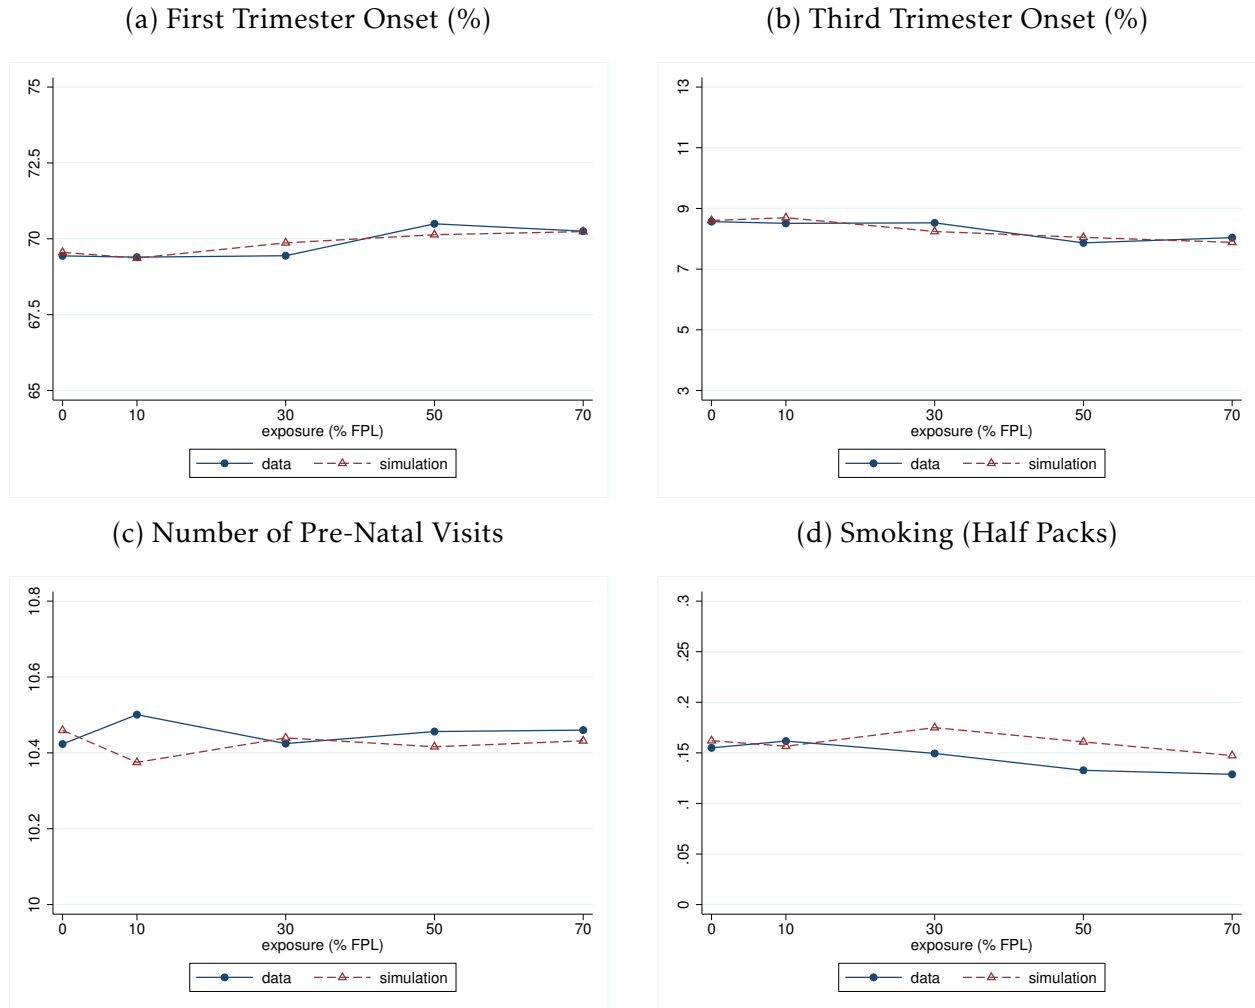 (a) First Trimester Onset (%)
75
72.5
70
67.5
65
0 10 30 50 70
exposure (% FPL)
data simulation
(b) Third Trimester Onset (%)
13
11
9
7
5
3
0 10 30 50 70
exposure (% FPL)
data simulation
(c) Number of Pre-Natal Visits
10.8
10.6
10.4
10.2
10
0 10 30 50 70
exposure (% FPL)
data simulation
(d) Smoking (Half Packs)
.3
.25
.2
.15
.1
.05
0
0 10 30 50 70
exposure (% FPL)
data simulation